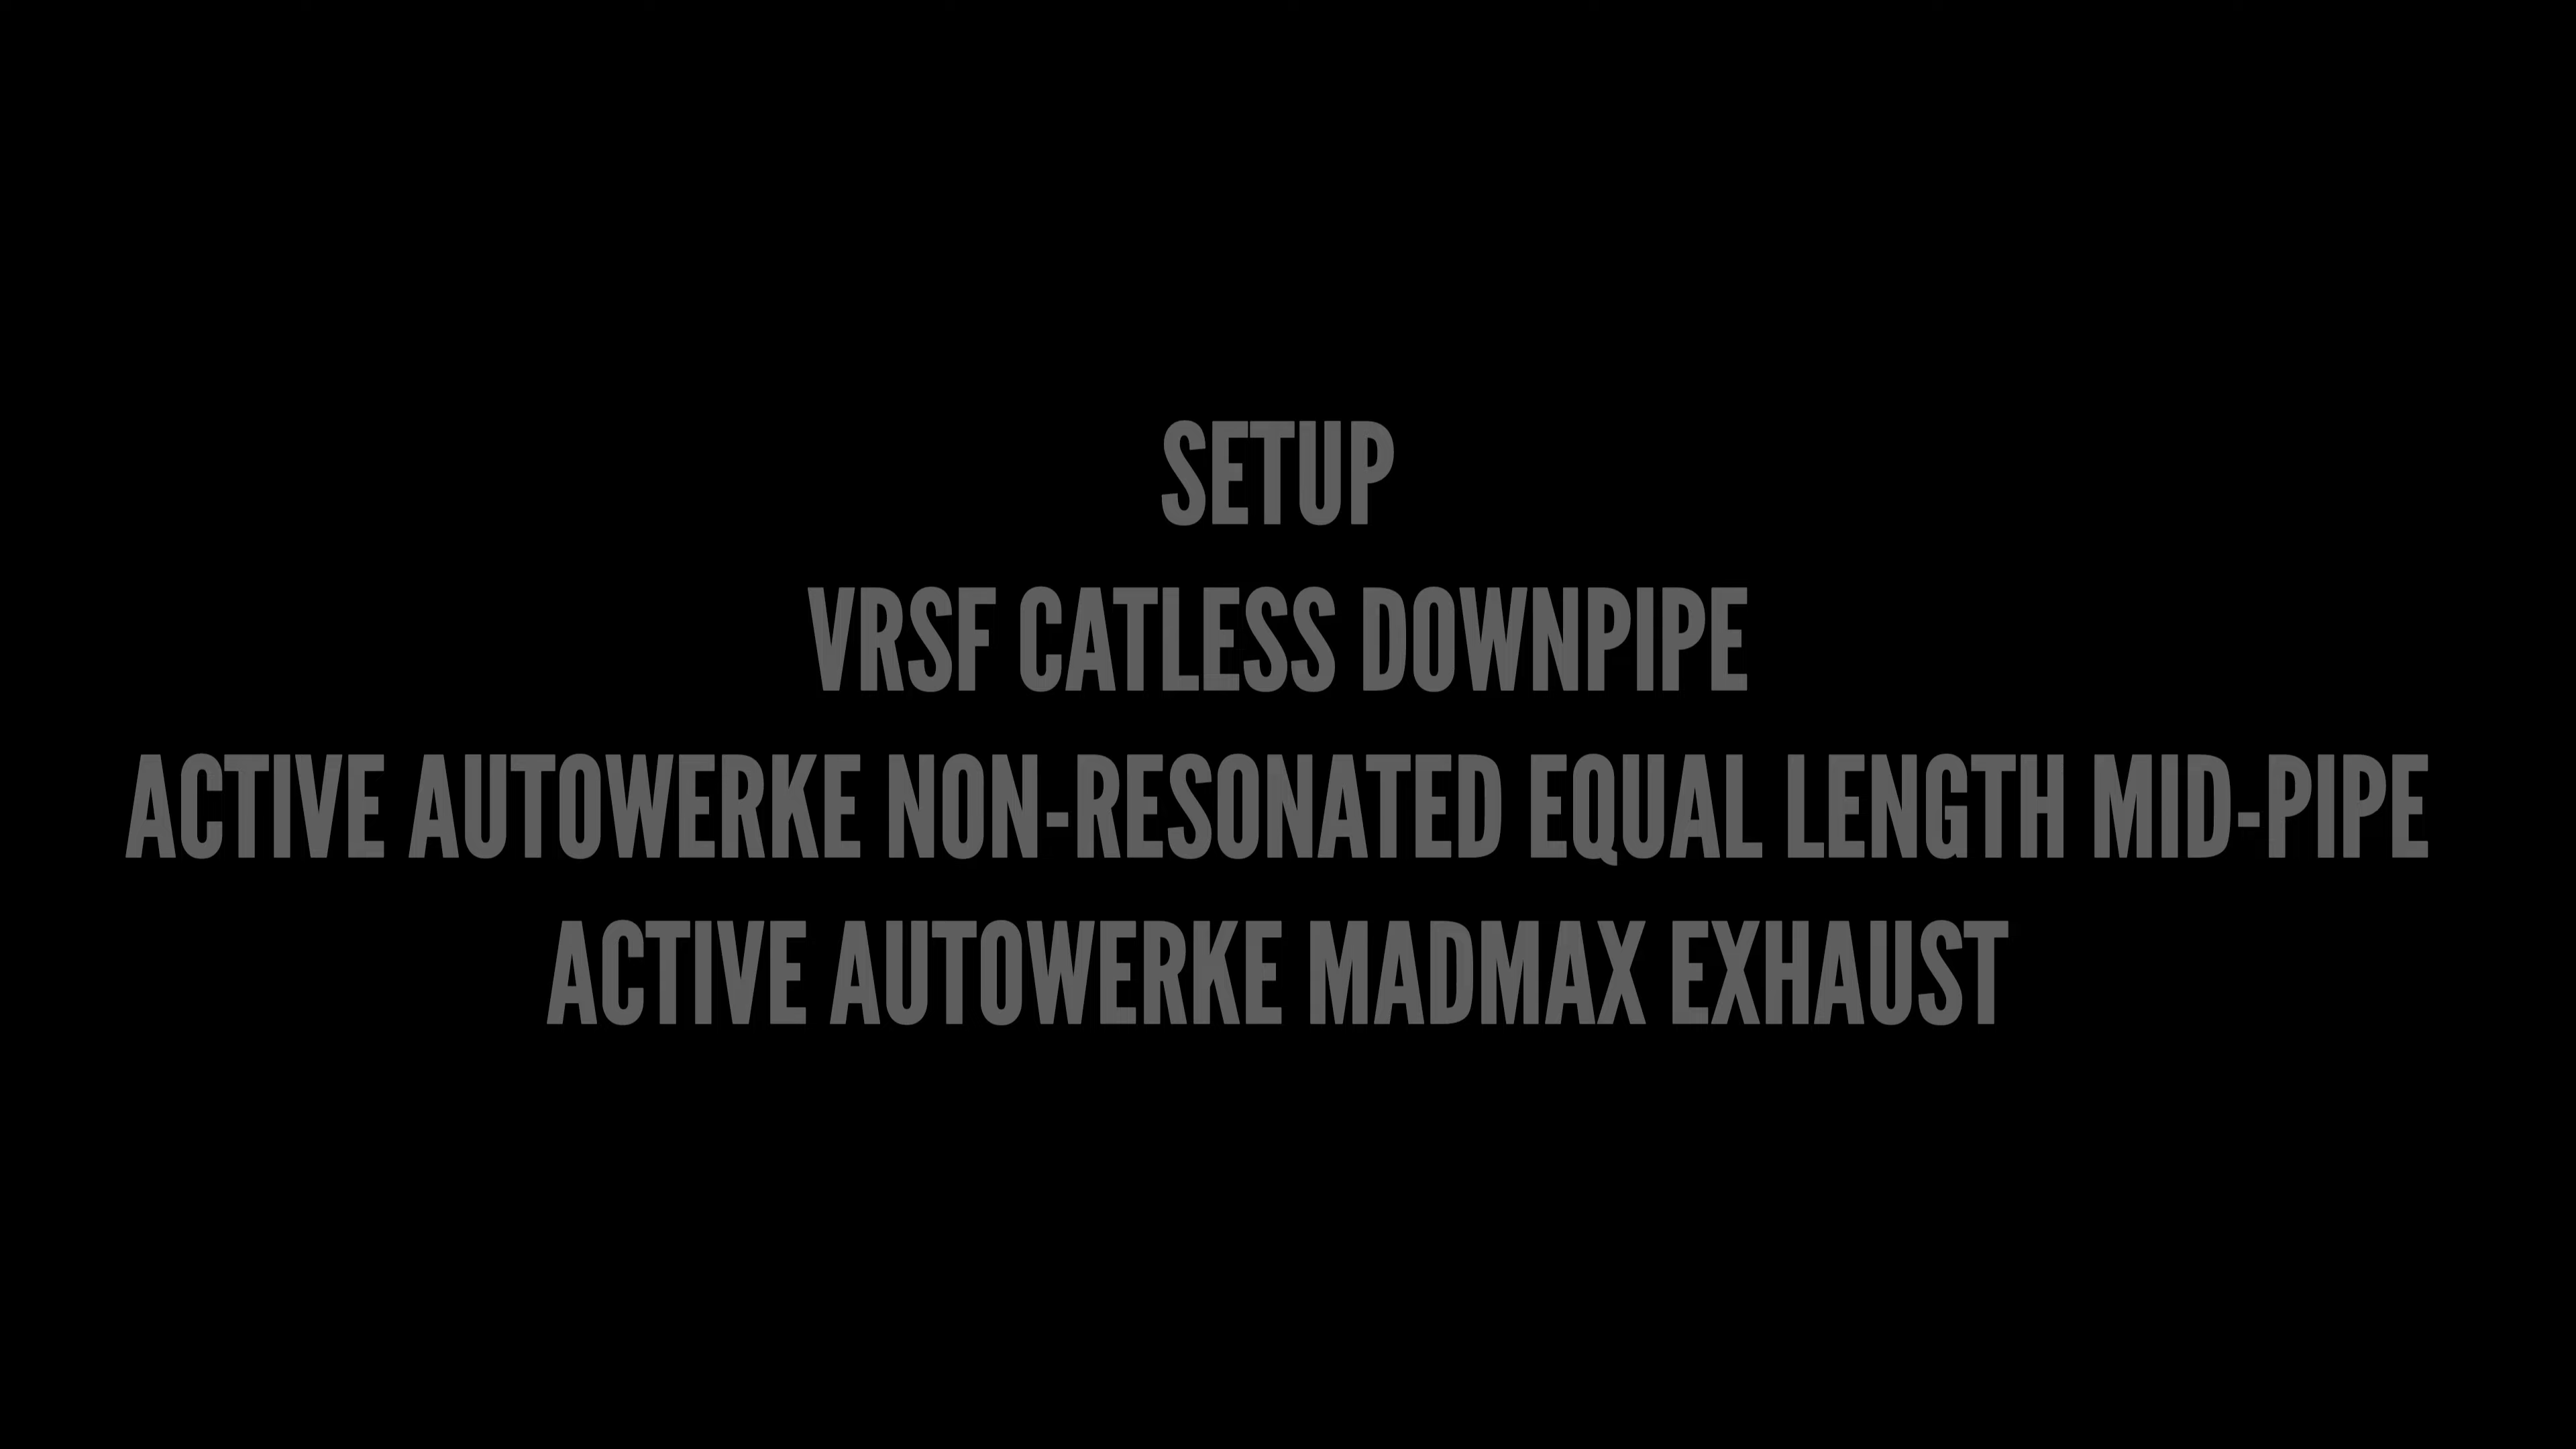 SETUP
VRSF CATLESS DOWNPIPE
ACTIVE AUTOWERKE NON-RESONATED EQUAL LENGTH MID-PIPE
ACTIVE AUTOWERKE MADMAX EXHAUST